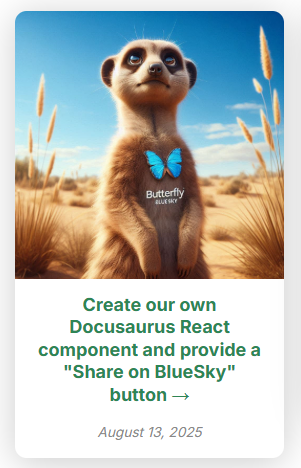 Butterfly
BLUESKY
Create our own
Docusaurus React
component and provide a
"Share on BlueSky"
button →
August 13, 2025